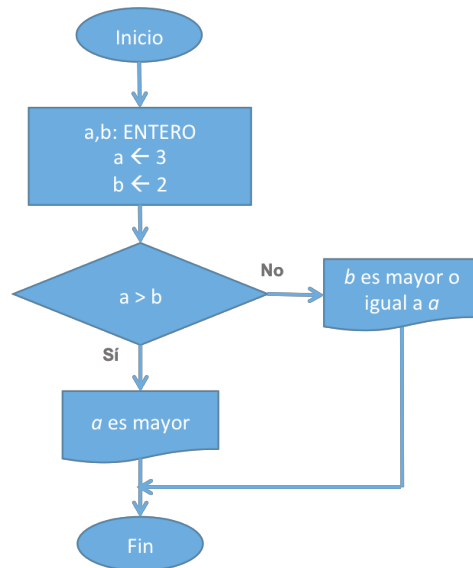 Inicio
a,b: ENTERO
a ← 3
b ← 2
a > b
No
b es mayor o
igual a a
Sí
a es mayor
Fin